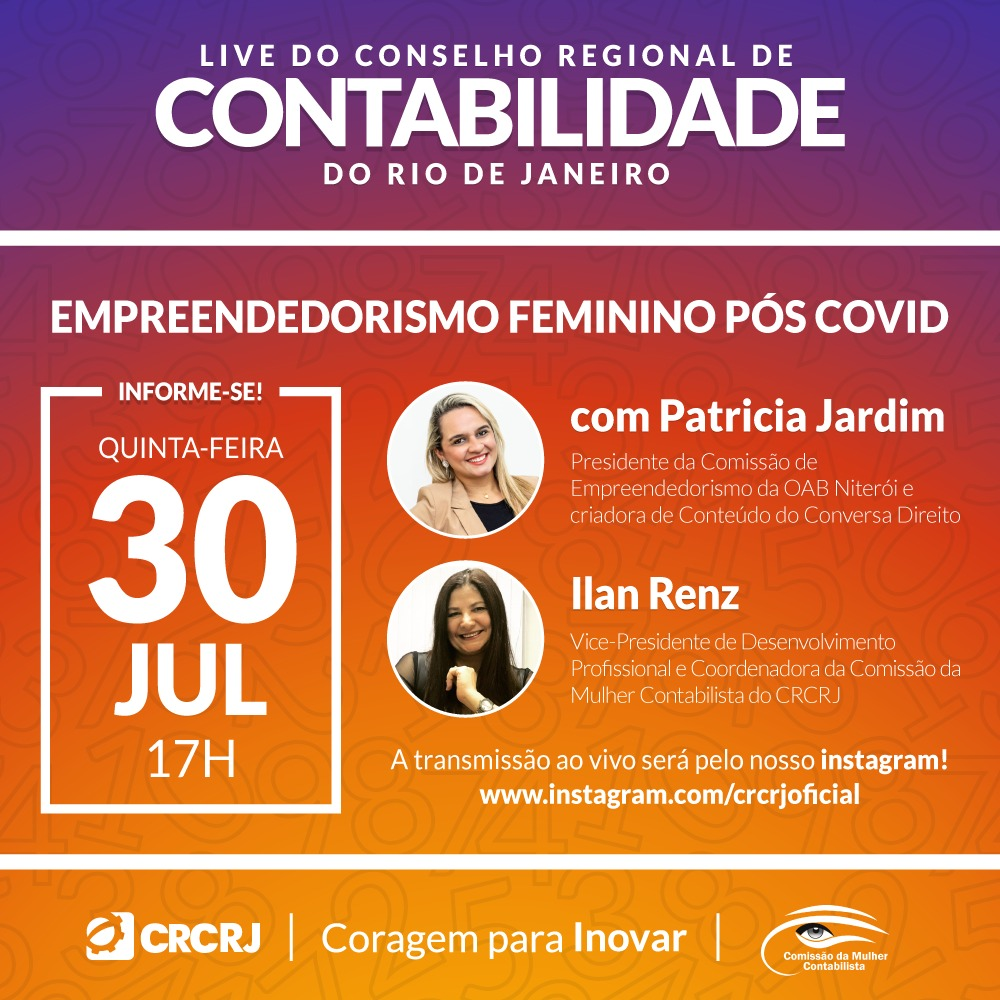 LIVE DO CONSELHO REGIONAL DE
CONTABILIDADE
DO RIO DE JANEIRO
EMPREENDEDORISMO FEMININO PÓS COVID
INFORME-SE!
QUINTA-FEIRA
30
JUL
17H
com Patricia Jardim
Presidente da Comissão de
Empreendedorismo da OAB Niterói e
criadora de Conteúdo do Conversa Direito
Ilan Renz
Vice-Presidente de Desenvolvimento
Profissional e Coordenadora da Comissão da
Mulher Contabilista do CRCRJ
A transmissão ao vivo será pelo nosso instagram!
www.instagram.com/crcrjoficial
CRCRJ
Coragem para Inovar
Comissão da Mulher
Contabilista